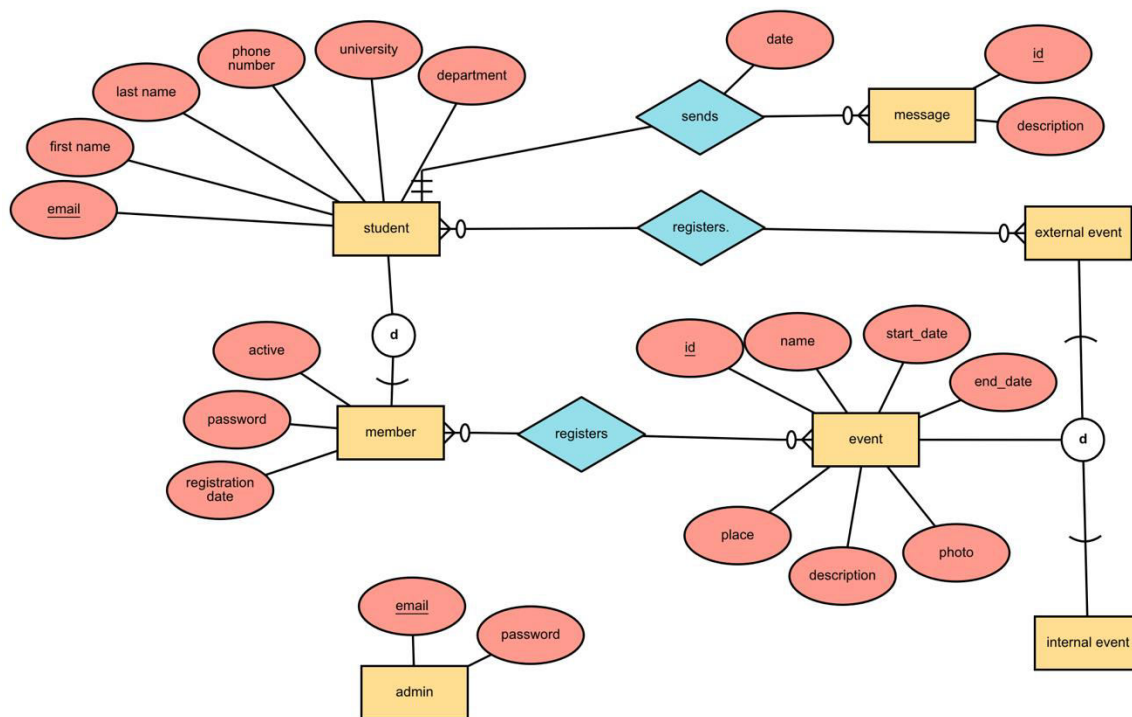 date
phone
number
university
id
department
last name
sends
message
description
first name
email
student
registers.
external event
start_date
name
id
d
active
end_date
password
member
registers
event
d
registration
date
place
photo
description
email
password
internal event
admin